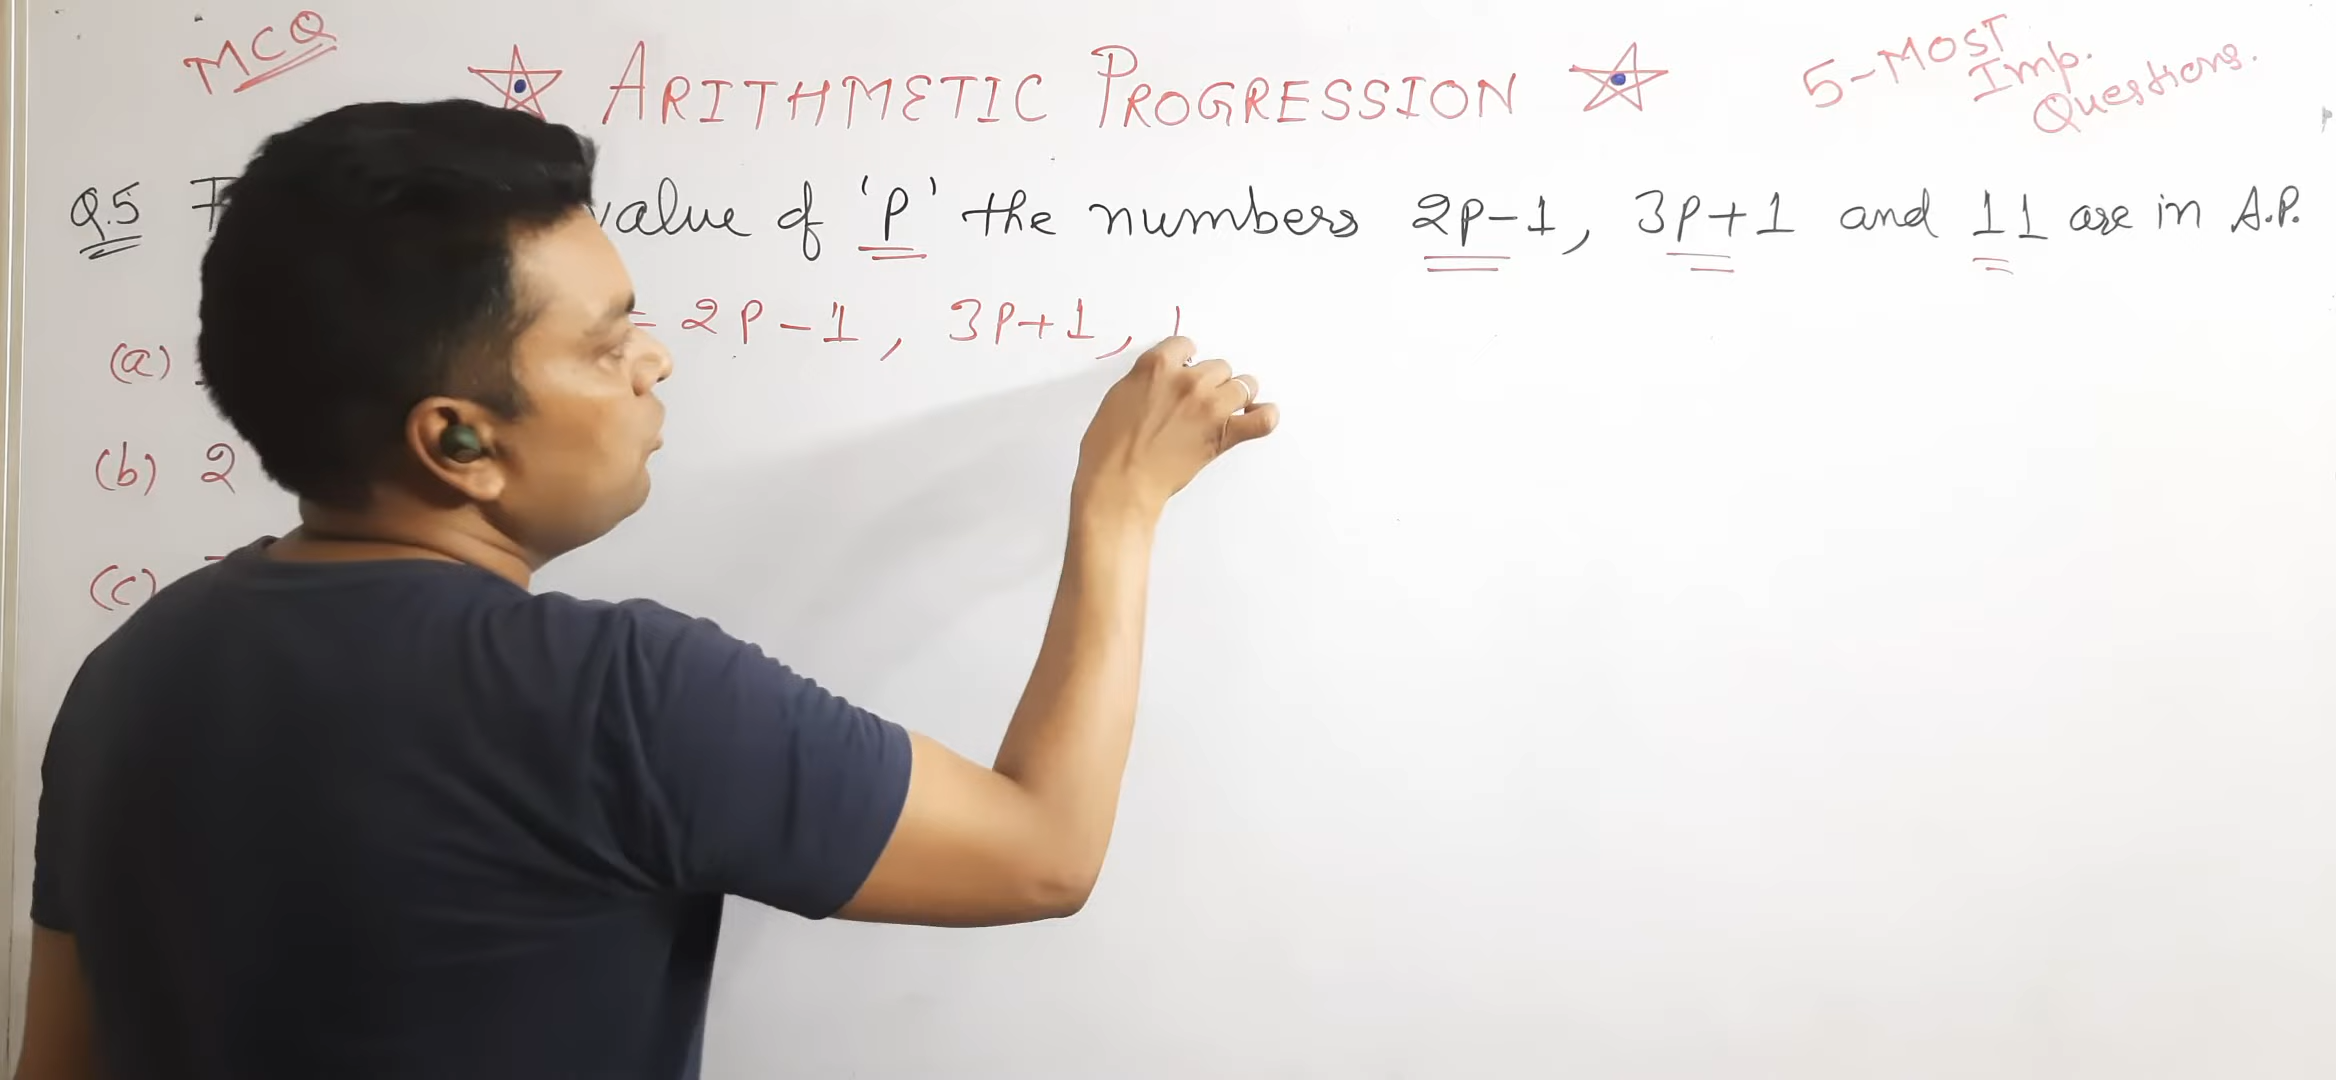 MCQ
ARITHMETIC PROGRESSION
5-MOST
Imp.
Questions.
Q.5 value of 'P' the numbers 2P-1, 3P+1 and 11 are in A.P.
= 2P-1, 3P+1, 1
(a)
(b) 2
(c)